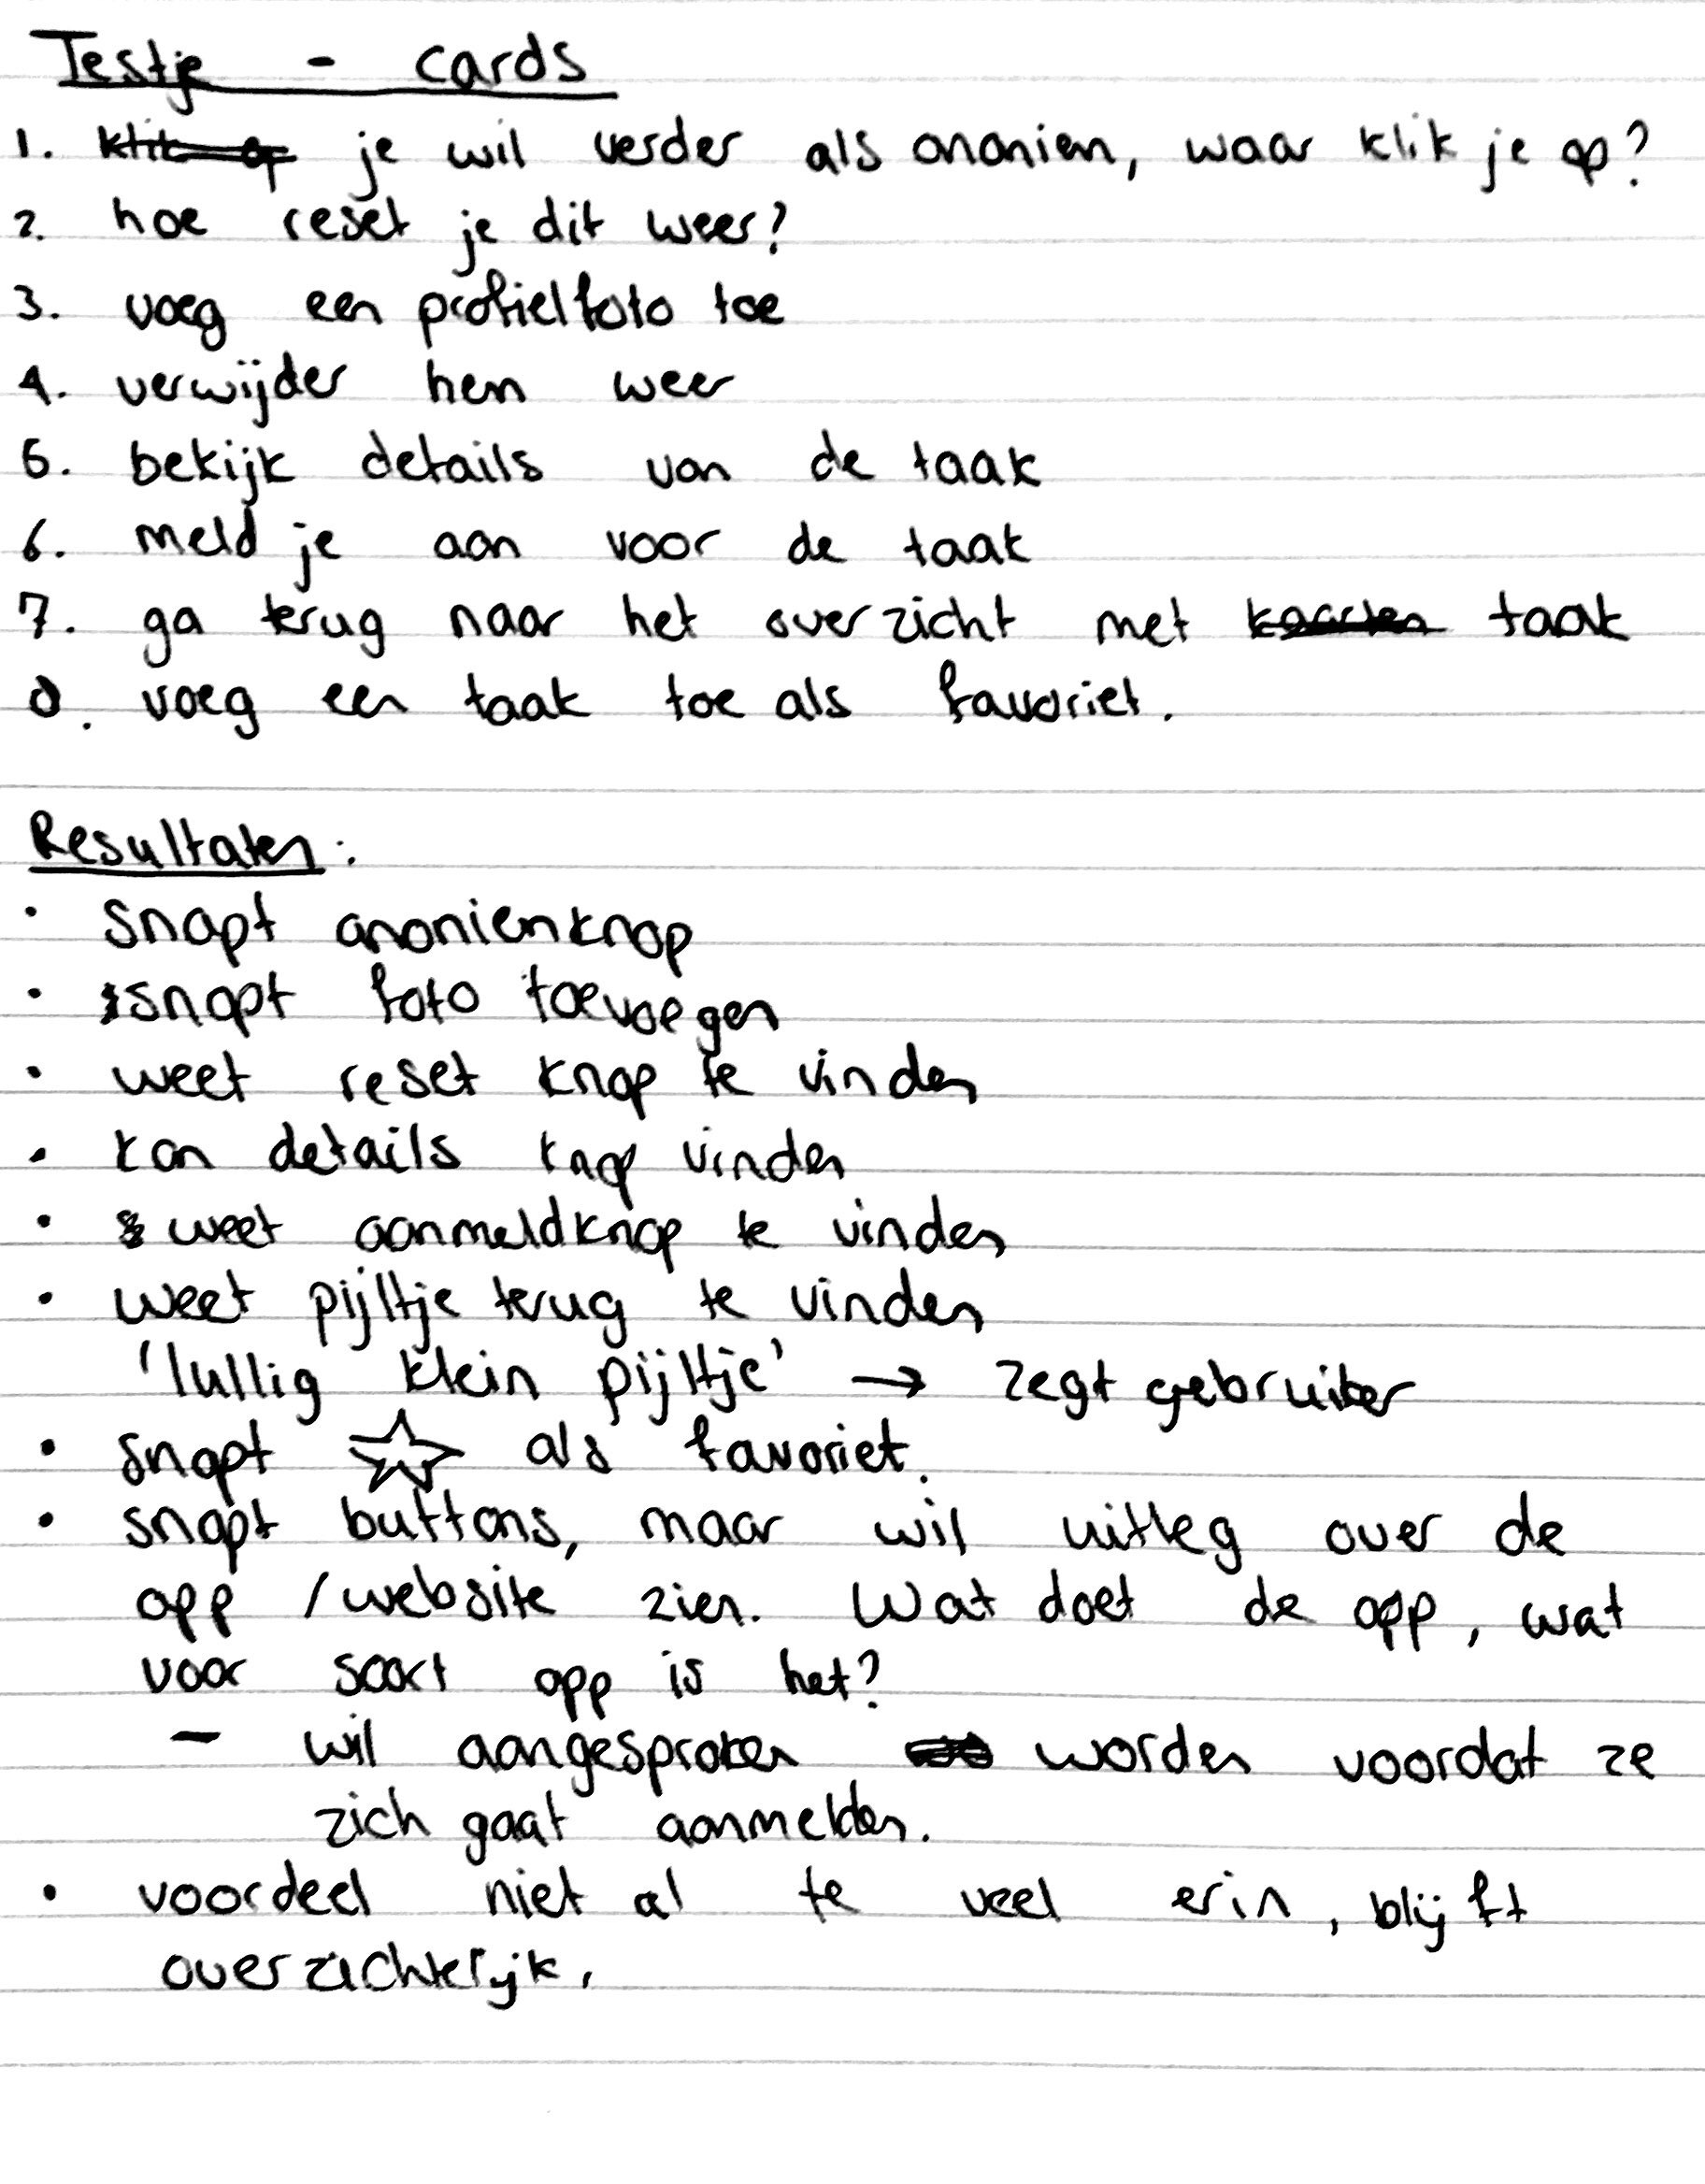 Testje - cards
1. klik op je wil verder als ononiem, waar klik je op?
2. hoe reset je dit weer?
3. voeg een profielfoto toe
4. verwijder hem weer
5. bekijk details van de taak
6. meld je aan voor de taak
7. ga terug naar het overzicht met kaarten taak
8. voeg een taak toe als favoriet.
Resultaten:
• snapt anoniemknop
• snapt foto toevoegen
• weet reset knop te vinden
• kan details knop vinden
• weet aanmeldknop te vinden
• weet pijltje terug te vinden
'lullig klein pijltje' → zegt gebruiker
• snapt ☆ als favoriet.
• snapt buttons, maar wil uitleg over de
app / website zien. Wat doet de app, wat
voor soort app is het?
- wil aangesproken worden voordat ze
zich gaat aanmelden.
• voordeel niet al te veel erin, blijft
overzichtelijk.